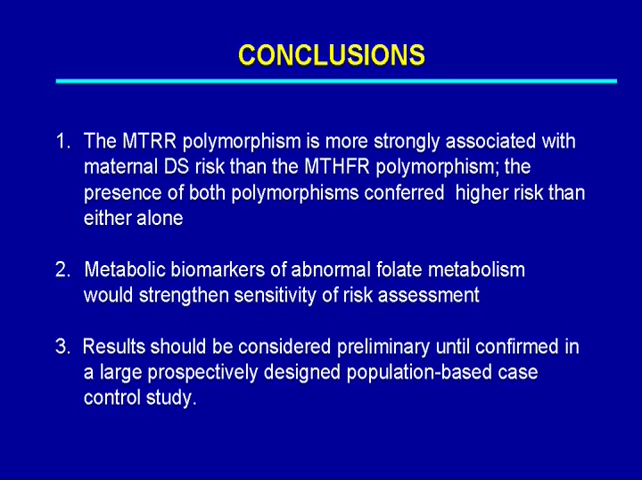 CONCLUSIONS
1. The MTRR polymorphism is more strongly associated with
maternal DS risk than the MTHFR polymorphism; the
presence of both polymorphisms conferred higher risk than
either alone
2. Metabolic biomarkers of abnormal folate metabolism
would strengthen sensitivity of risk assessment
3. Results should be considered preliminary until confirmed in
a large prospectively designed population-based case
control study.